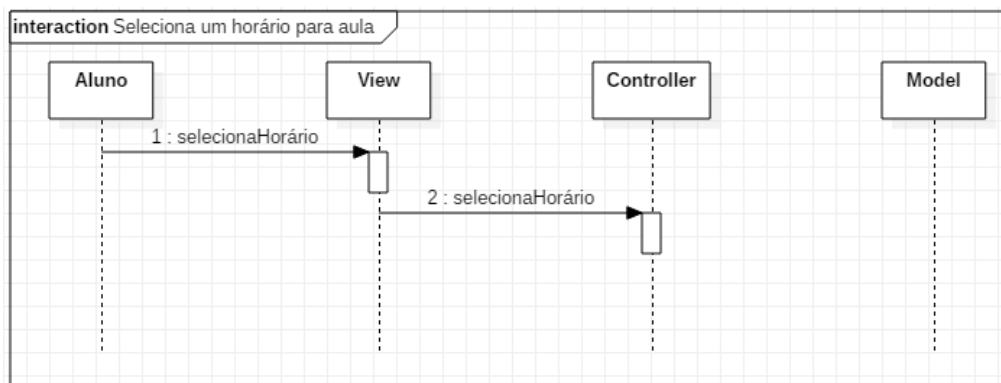 interaction Seleciona um horário para aula
Aluno
View
Controller
Model
1 : selecionaHorário
2 : selecionaHorário